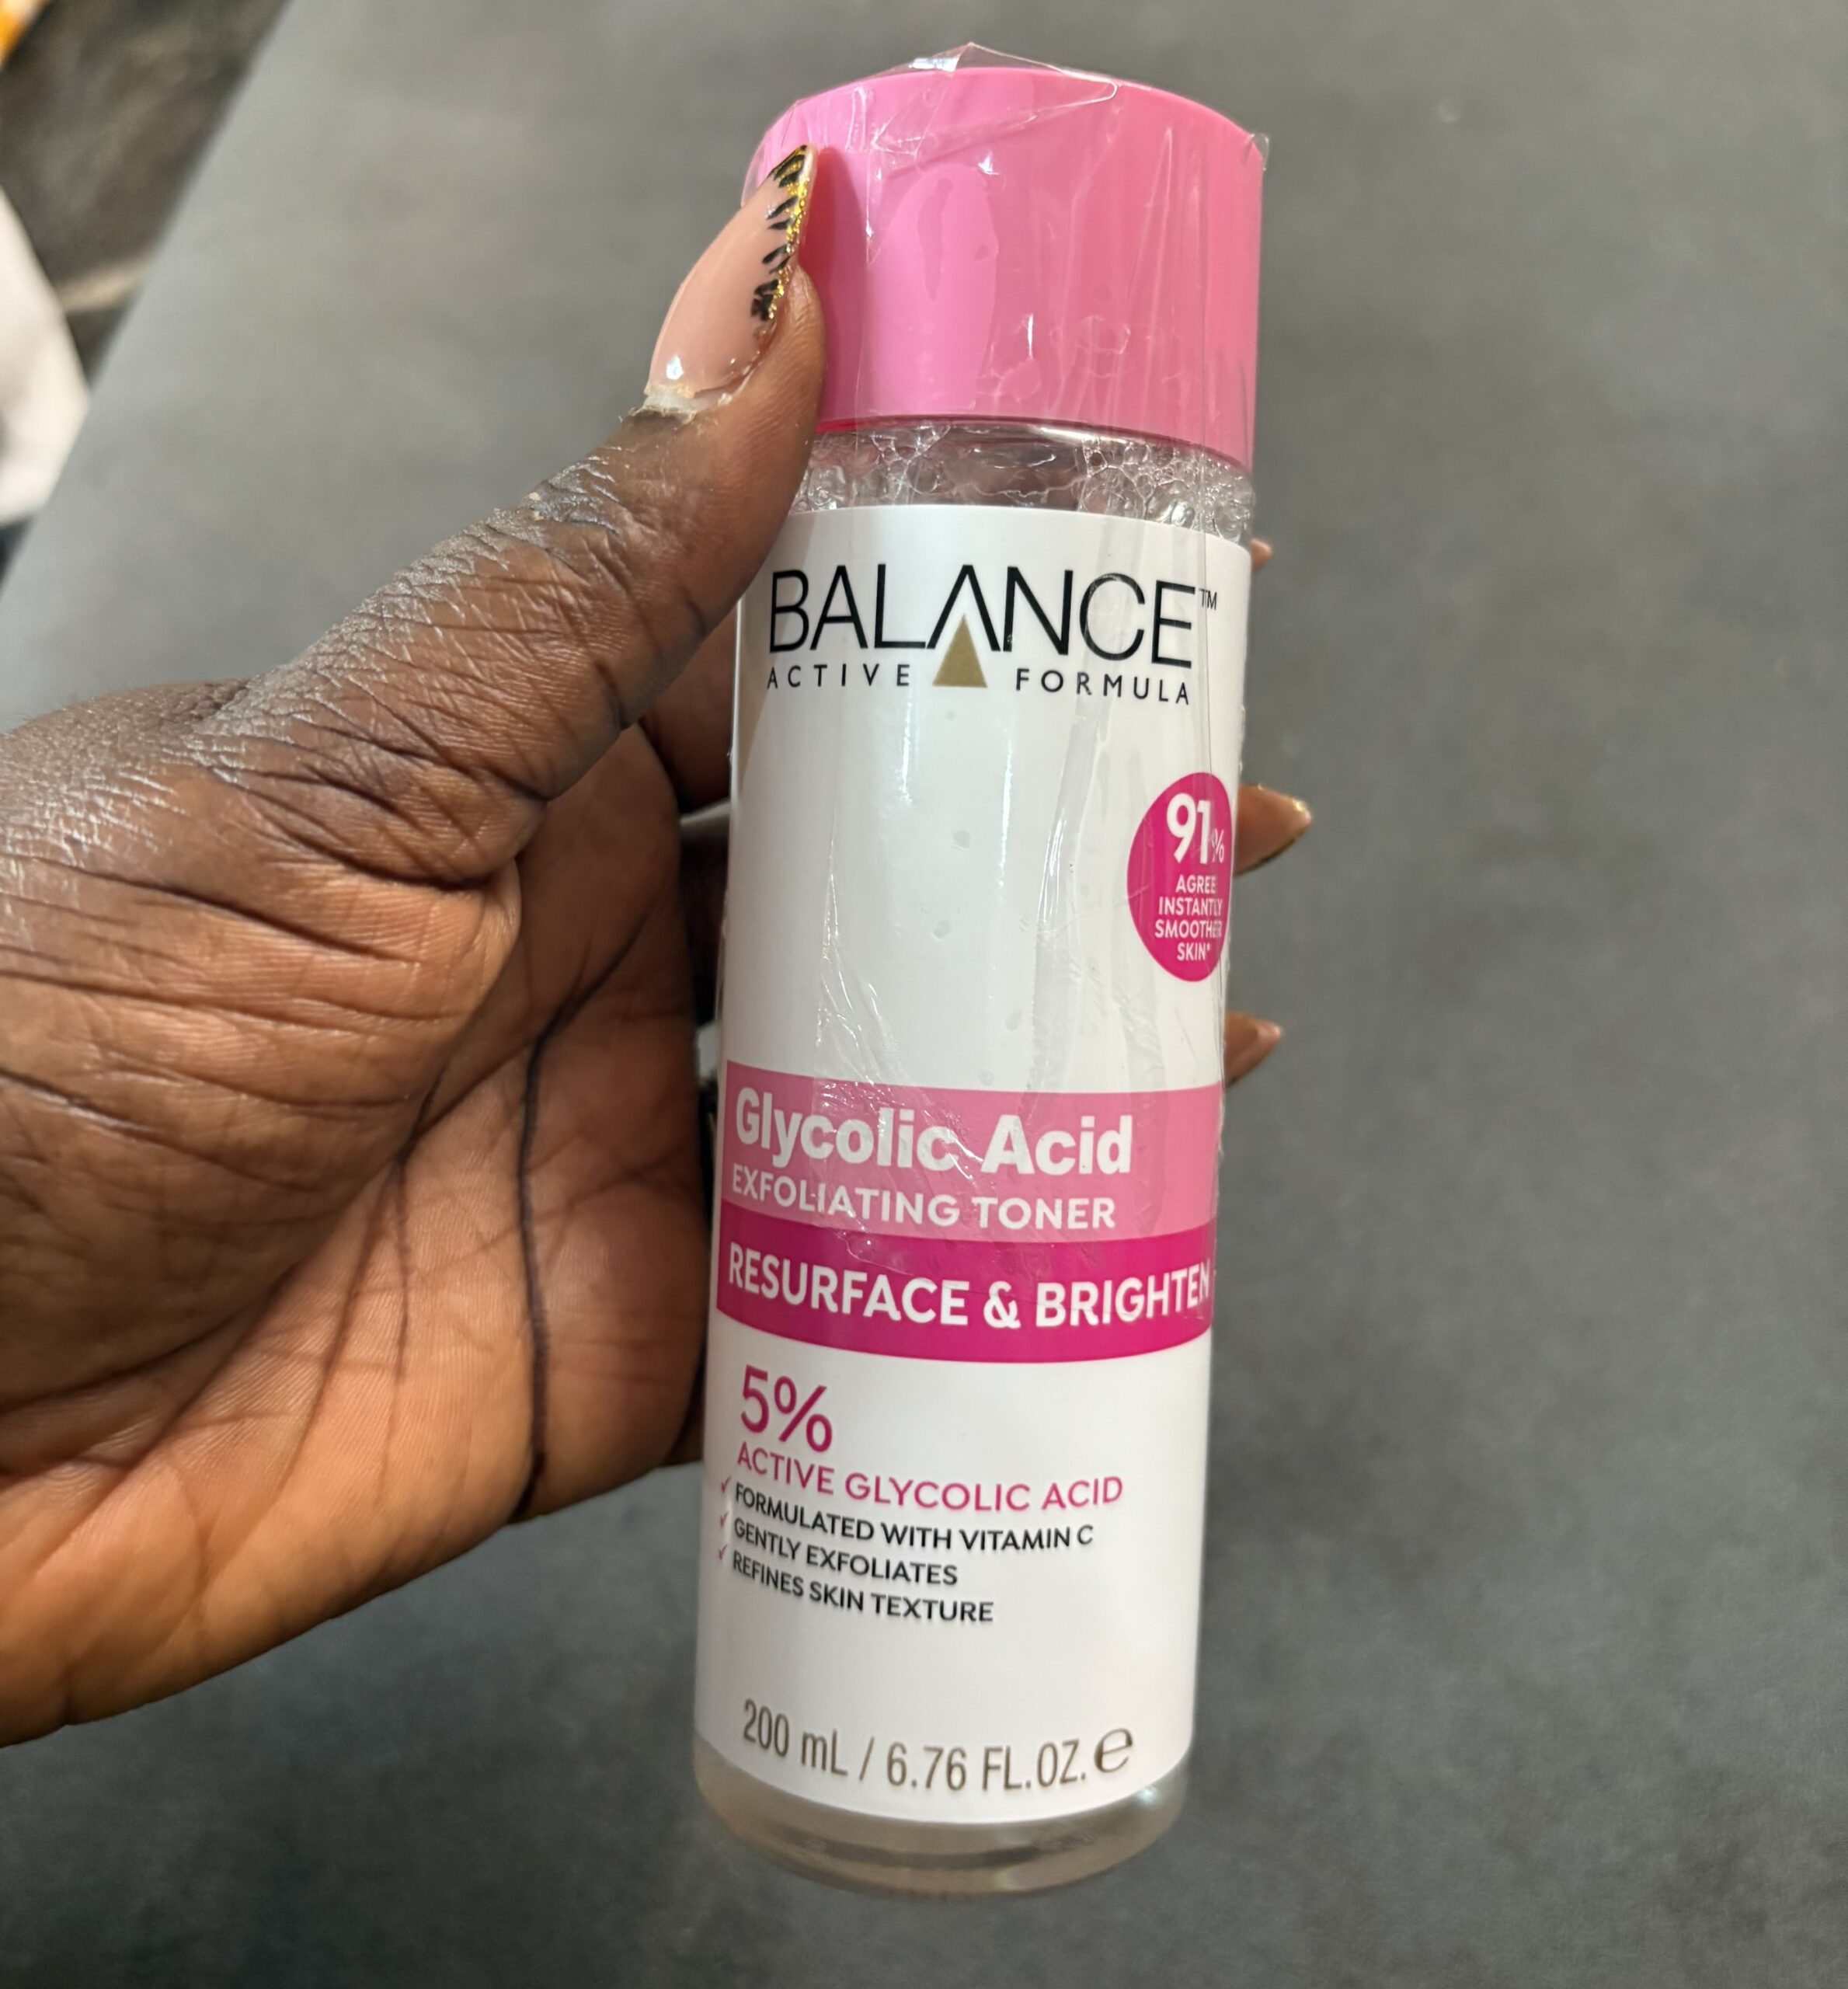 BALANCE™
ACTIVE FORMULA
91%
AGREE
INSTANTLY
SMOOTHER
SKIN*
Glycolic Acid
EXFOLIATING TONER
RESURFACE & BRIGHTEN
5%
ACTIVE GLYCOLIC ACID
✓ FORMULATED WITH VITAMIN C
✓ GENTLY EXFOLIATES
✓ REFINES SKIN TEXTURE
200 mL / 6.76 FL.OZ. e